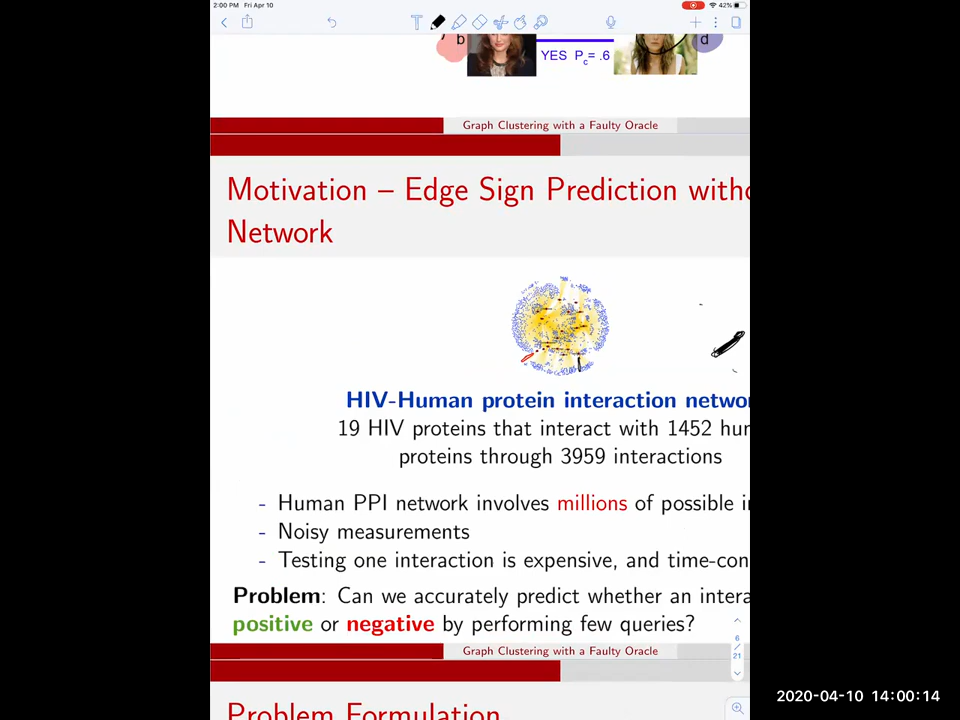 2:00 PM Fri Apr 10
42%
T
b
YES Pc= .6
d
Graph Clustering with a Faulty Oracle
Motivation – Edge Sign Prediction witho
Network
HIV-Human protein interaction netwo
19 HIV proteins that interact with 1452 hu
proteins through 3959 interactions
- Human PPI network involves millions of possible i
- Noisy measurements
- Testing one interaction is expensive, and time-con
Problem: Can we accurately predict whether an intera
positive or negative by performing few queries?
6
/
21
Graph Clustering with a Faulty Oracle
2020-04-10 14:00:14
Problem Formulation